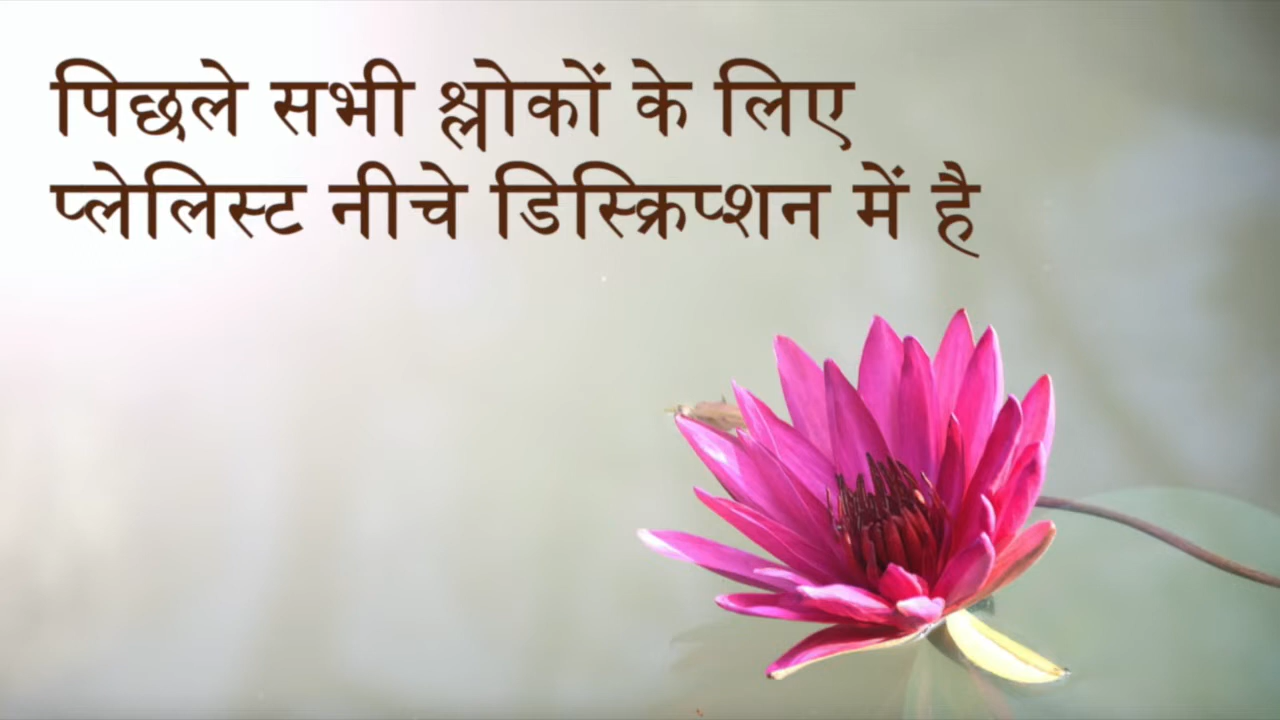 पिछले सभी श्लोकों के लिए
प्लेलिस्ट नीचे डिस्क्रिप्शन में है